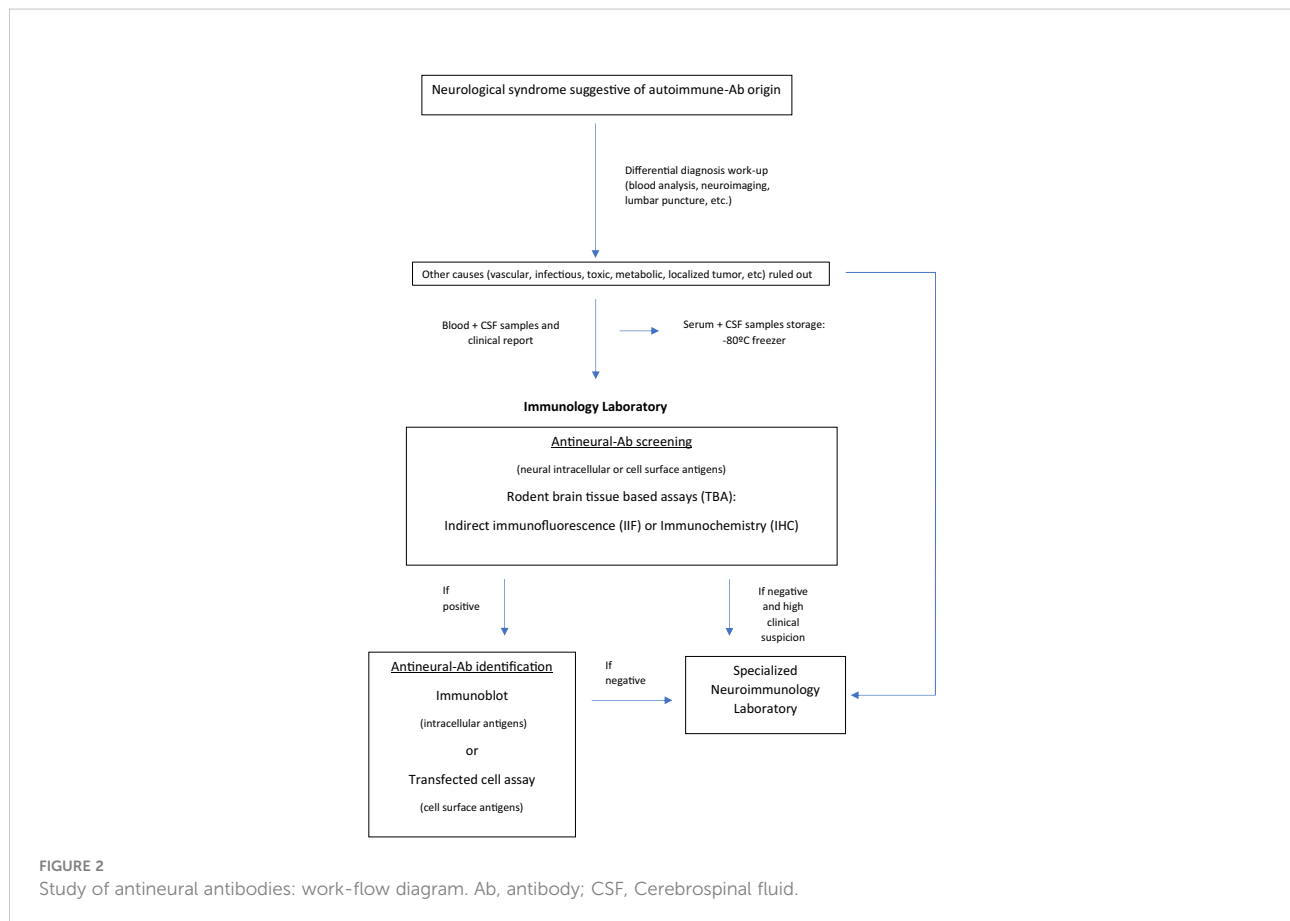 Neurological syndrome suggestive of autoimmune-Ab origin
Differential diagnosis work-up
(blood analysis, neuroimaging,
lumbar puncture, etc.)
Other causes (vascular, infectious, toxic, metabolic, localized tumor, etc) ruled out
Blood + CSF samples and
clinical report
Serum + CSF samples storage:
-80ºC freezer
Immunology Laboratory
Antineural-Ab screening
(neural intracellular or cell surface antigens)
Rodent brain tissue based assays (TBA):
Indirect immunofluorescence (IIF) or Immunochemistry (IHC)
If
positive
If negative
and high
clinical
suspicion
Antineural-Ab identification
Immunoblot
(intracellular antigens)
or
Transfected cell assay
(cell surface antigens)
If
negative
Specialized
Neuroimmunology
Laboratory
FIGURE 2
Study of antineural antibodies: work-flow diagram. Ab, antibody; CSF, Cerebrospinal fluid.